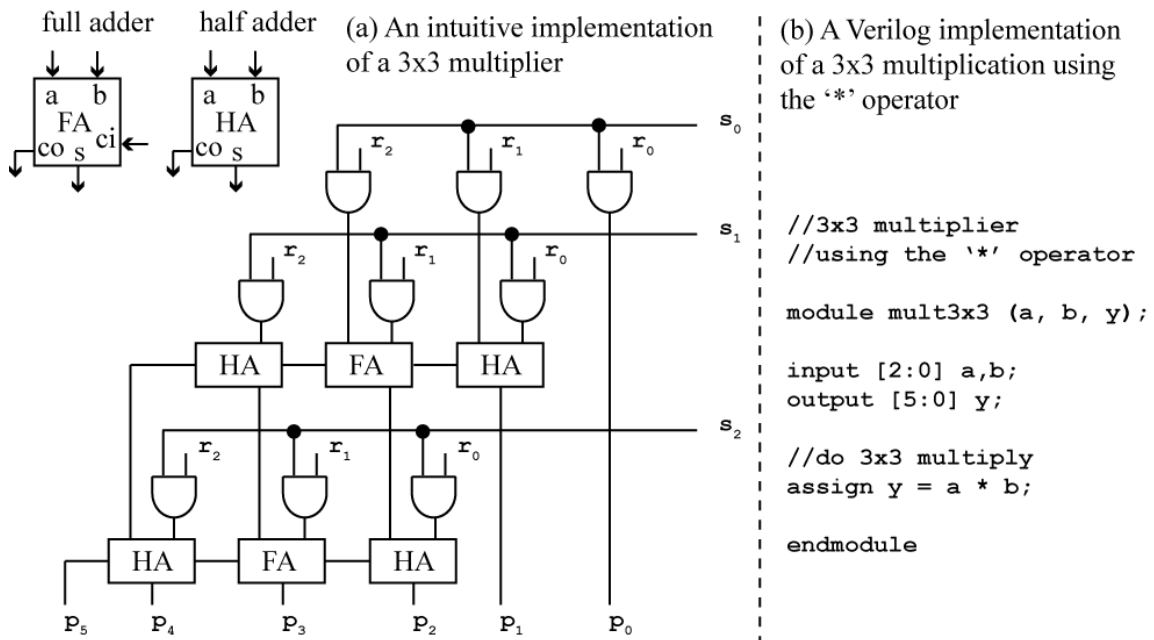 full adder
half adder
a b
FA
co s ci
a b
HA
co s
(a) An intuitive implementation
of a 3x3 multiplier
s₀
r₂ r₁ r₀
s₁
r₂ r₁ r₀
HA FA HA
s₂
r₂ r₁ r₀
HA FA HA
p₅ p₄ p₃ p₂ p₁ p₀
(b) A Verilog implementation
of a 3x3 multiplication using
the ‘*’ operator
//3x3 multiplier
//using the ‘*’ operator
module mult3x3 (a, b, y);
input [2:0] a,b;
output [5:0] y;
//do 3x3 multiply
assign y = a * b;
endmodule